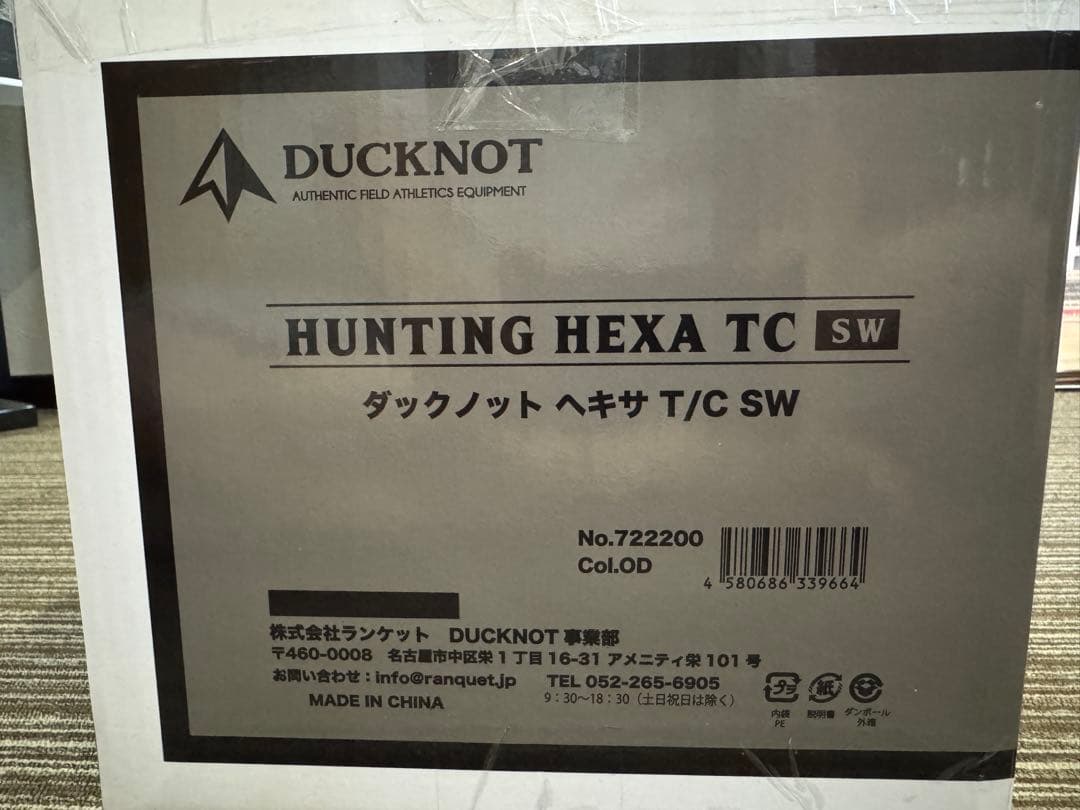 DUCKNOT
AUTHENTIC FIELD ATHLETICS EQUIPMENT
HUNTING HEXA TC SW
ダックノット ヘキサ T/C SW
No.722200
Col.OD
4 580686 339664
株式会社ランケット DUCKNOT 事業部
〒460-0008 名古屋市中区栄1丁目16-31 アメニティ栄101号
お問い合わせ：info@ranquet.jp TEL 052-265-6905
MADE IN CHINA 9：30〜18：30（土日祝日は除く）
プラ 紙
内袋 説明書 ダンボール
PE 外箱